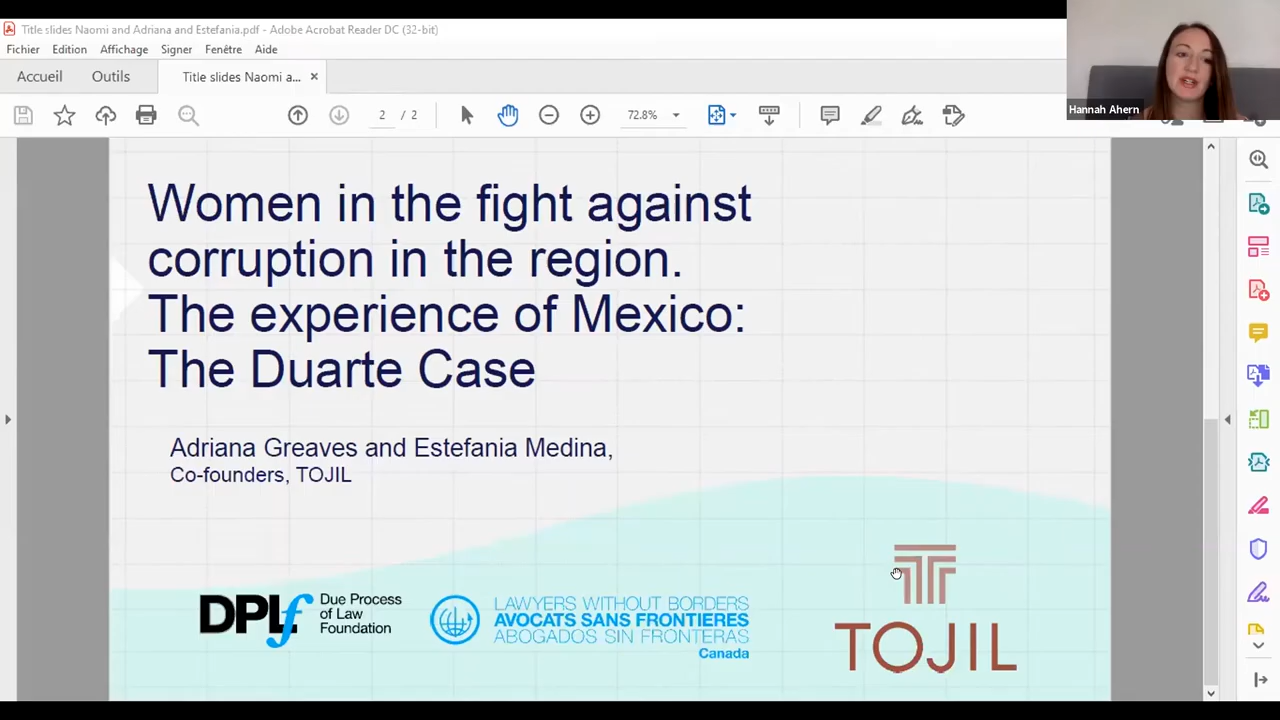 Title slides Naomi and Adriana and Estefania.pdf - Adobe Acrobat Reader DC (32-bit)
Fichier Edition Affichage Signer Fenêtre Aide
Accueil Outils Title slides Naomi a... ×
2 / 2 72.8%
Hannah Ahern
Women in the fight against
corruption in the region.
The experience of Mexico:
The Duarte Case
Adriana Greaves and Estefania Medina,
Co-founders, TOJIL
DPLf
Due Process
of Law
Foundation
LAWYERS WITHOUT BORDERS
AVOCATS SANS FRONTIERES
ABOGADOS SIN FRONTERAS
Canada
TOJIL